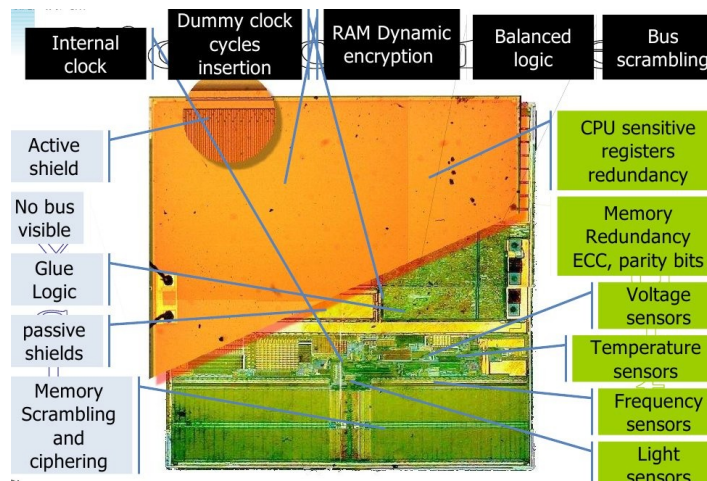 Internal
clock
Dummy clock
cycles
insertion
RAM Dynamic
encryption
Balanced
logic
Bus
scrambling
Active
shield
No bus
visible
Glue
Logic
passive
shields
Memory
Scrambling
and
ciphering
CPU sensitive
registers
redundancy
Memory
Redundancy
ECC, parity bits
Voltage
sensors
Temperature
sensors
Frequency
sensors
Light
sensors